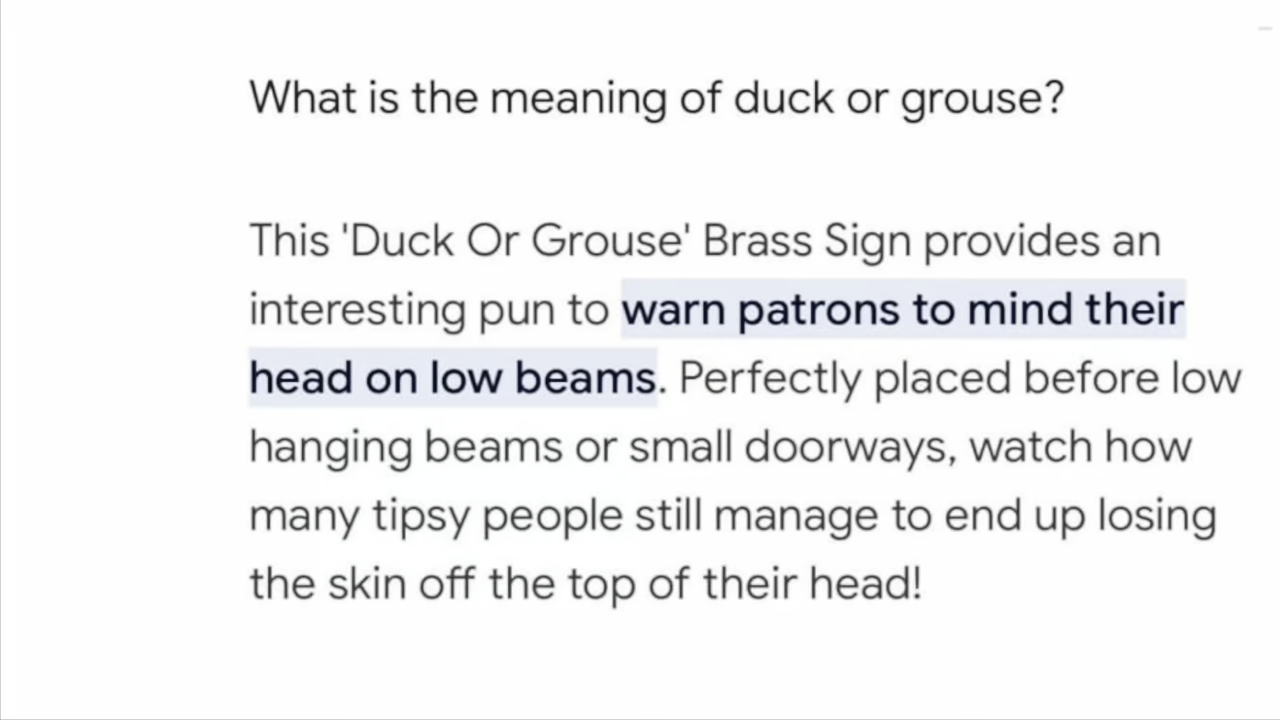 What is the meaning of duck or grouse?
This 'Duck Or Grouse' Brass Sign provides an
interesting pun to warn patrons to mind their
head on low beams. Perfectly placed before low
hanging beams or small doorways, watch how
many tipsy people still manage to end up losing
the skin off the top of their head!